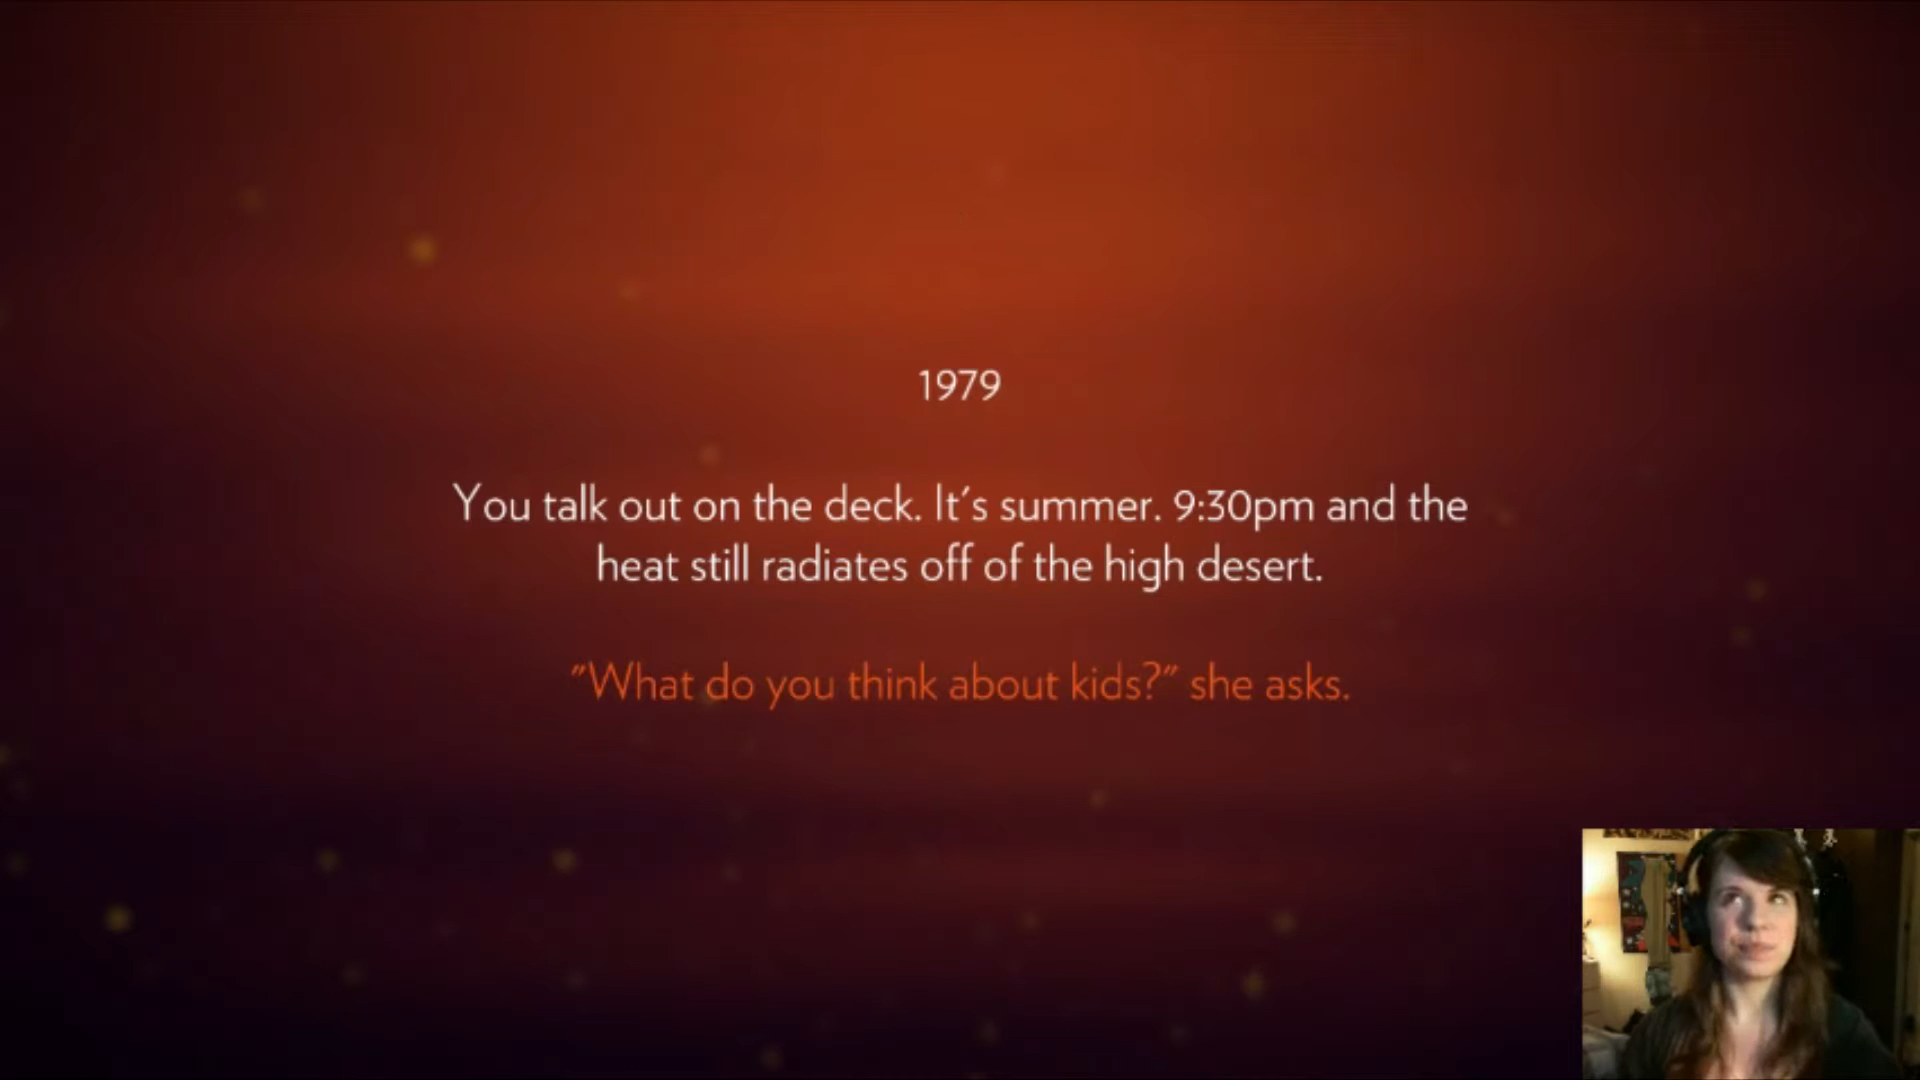 1979
You talk out on the deck. It's summer. 9:30pm and the
heat still radiates off of the high desert.
"What do you think about kids?" she asks.